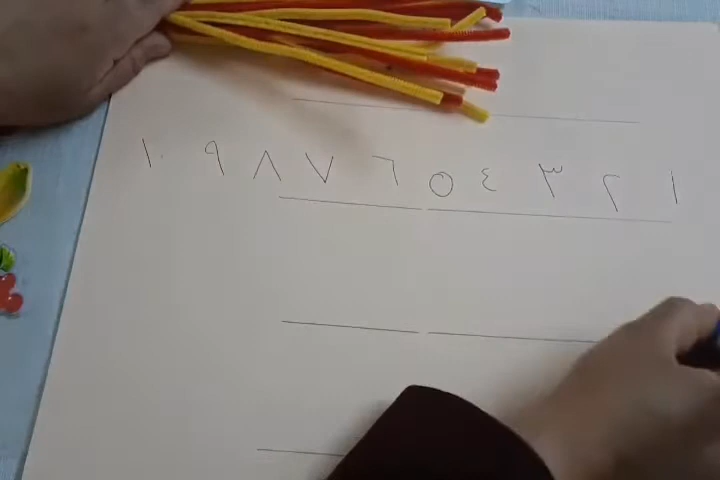 ١ ٢ ٣ ٤ ٥ ٦ ٧ ٨ ٩ ١٠